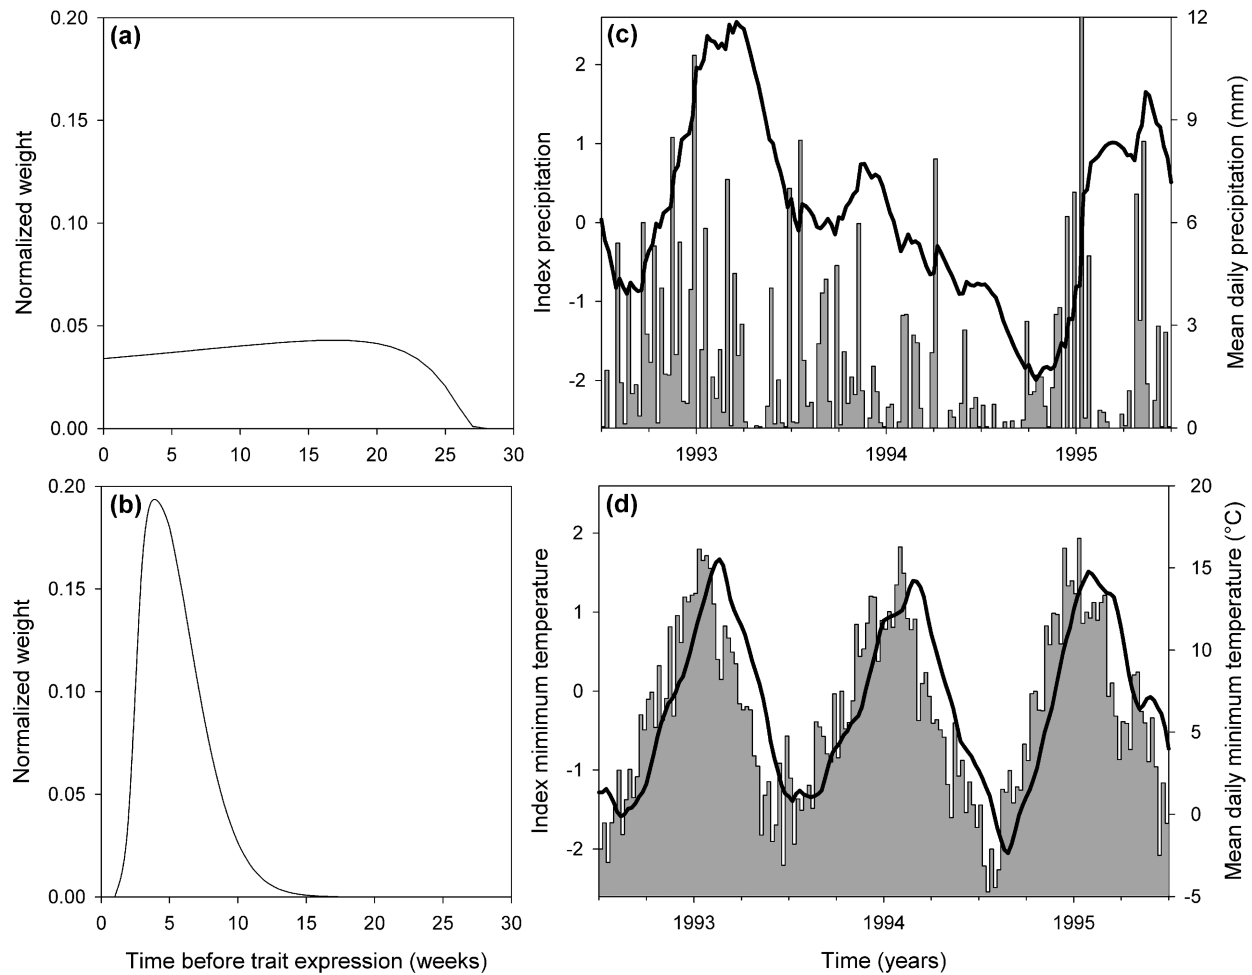 (a)
0.20
0.15
0.10
0.05
0.00
Normalized weight
0 5 10 15 20 25 30
(c)
2
1
0
-1
-2
Index precipitation
12
9
6
3
0
Mean daily precipitation (mm)
1993 1994 1995
(b)
0.20
0.15
0.10
0.05
0.00
Normalized weight
0 5 10 15 20 25 30
Time before trait expression (weeks)
(d)
2
1
0
-1
-2
Index mimimum temperature
20
15
10
5
0
-5
Mean daily minimum temperature (°C)
1993 1994 1995
Time (years)